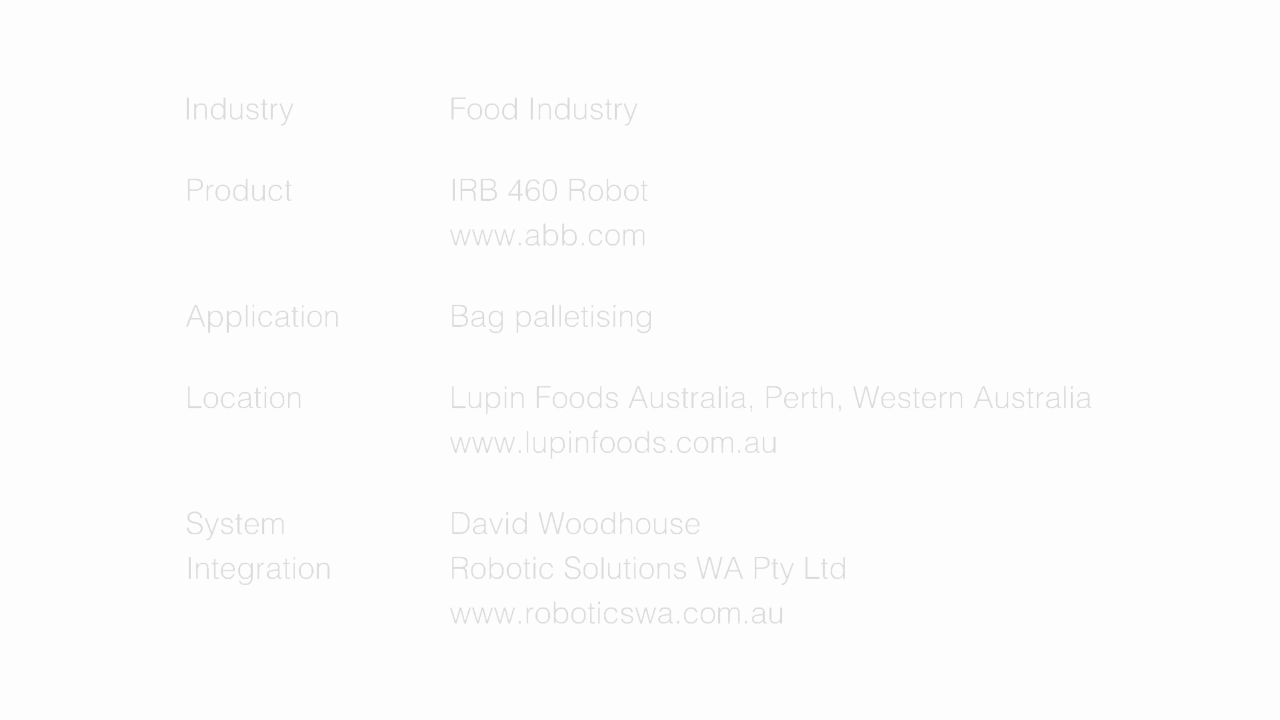 Industry Food Industry
Product IRB 460 Robot
www.abb.com
Application Bag palletising
Location Lupin Foods Australia, Perth, Western Australia
www.lupinfoods.com.au
System David Woodhouse
Integration Robotic Solutions WA Pty Ltd
www.roboticswa.com.au